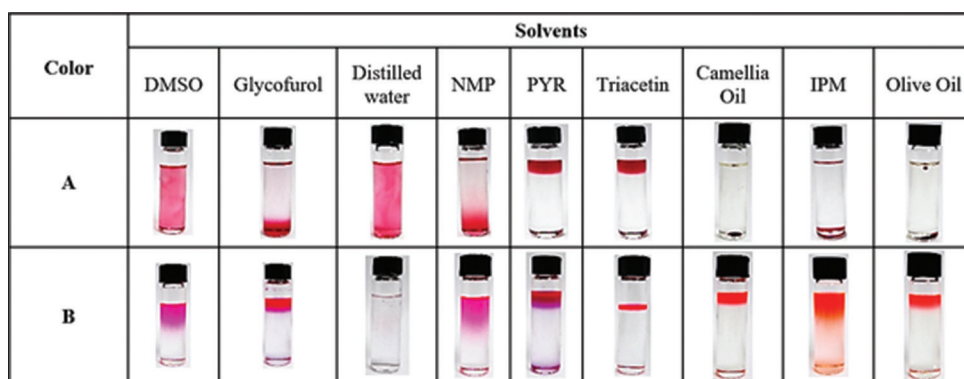 Color
Solvents
DMSO
Glycofurol
Distilled
water
NMP
PYR
Triacetin
Camellia
Oil
IPM
Olive Oil
A
B